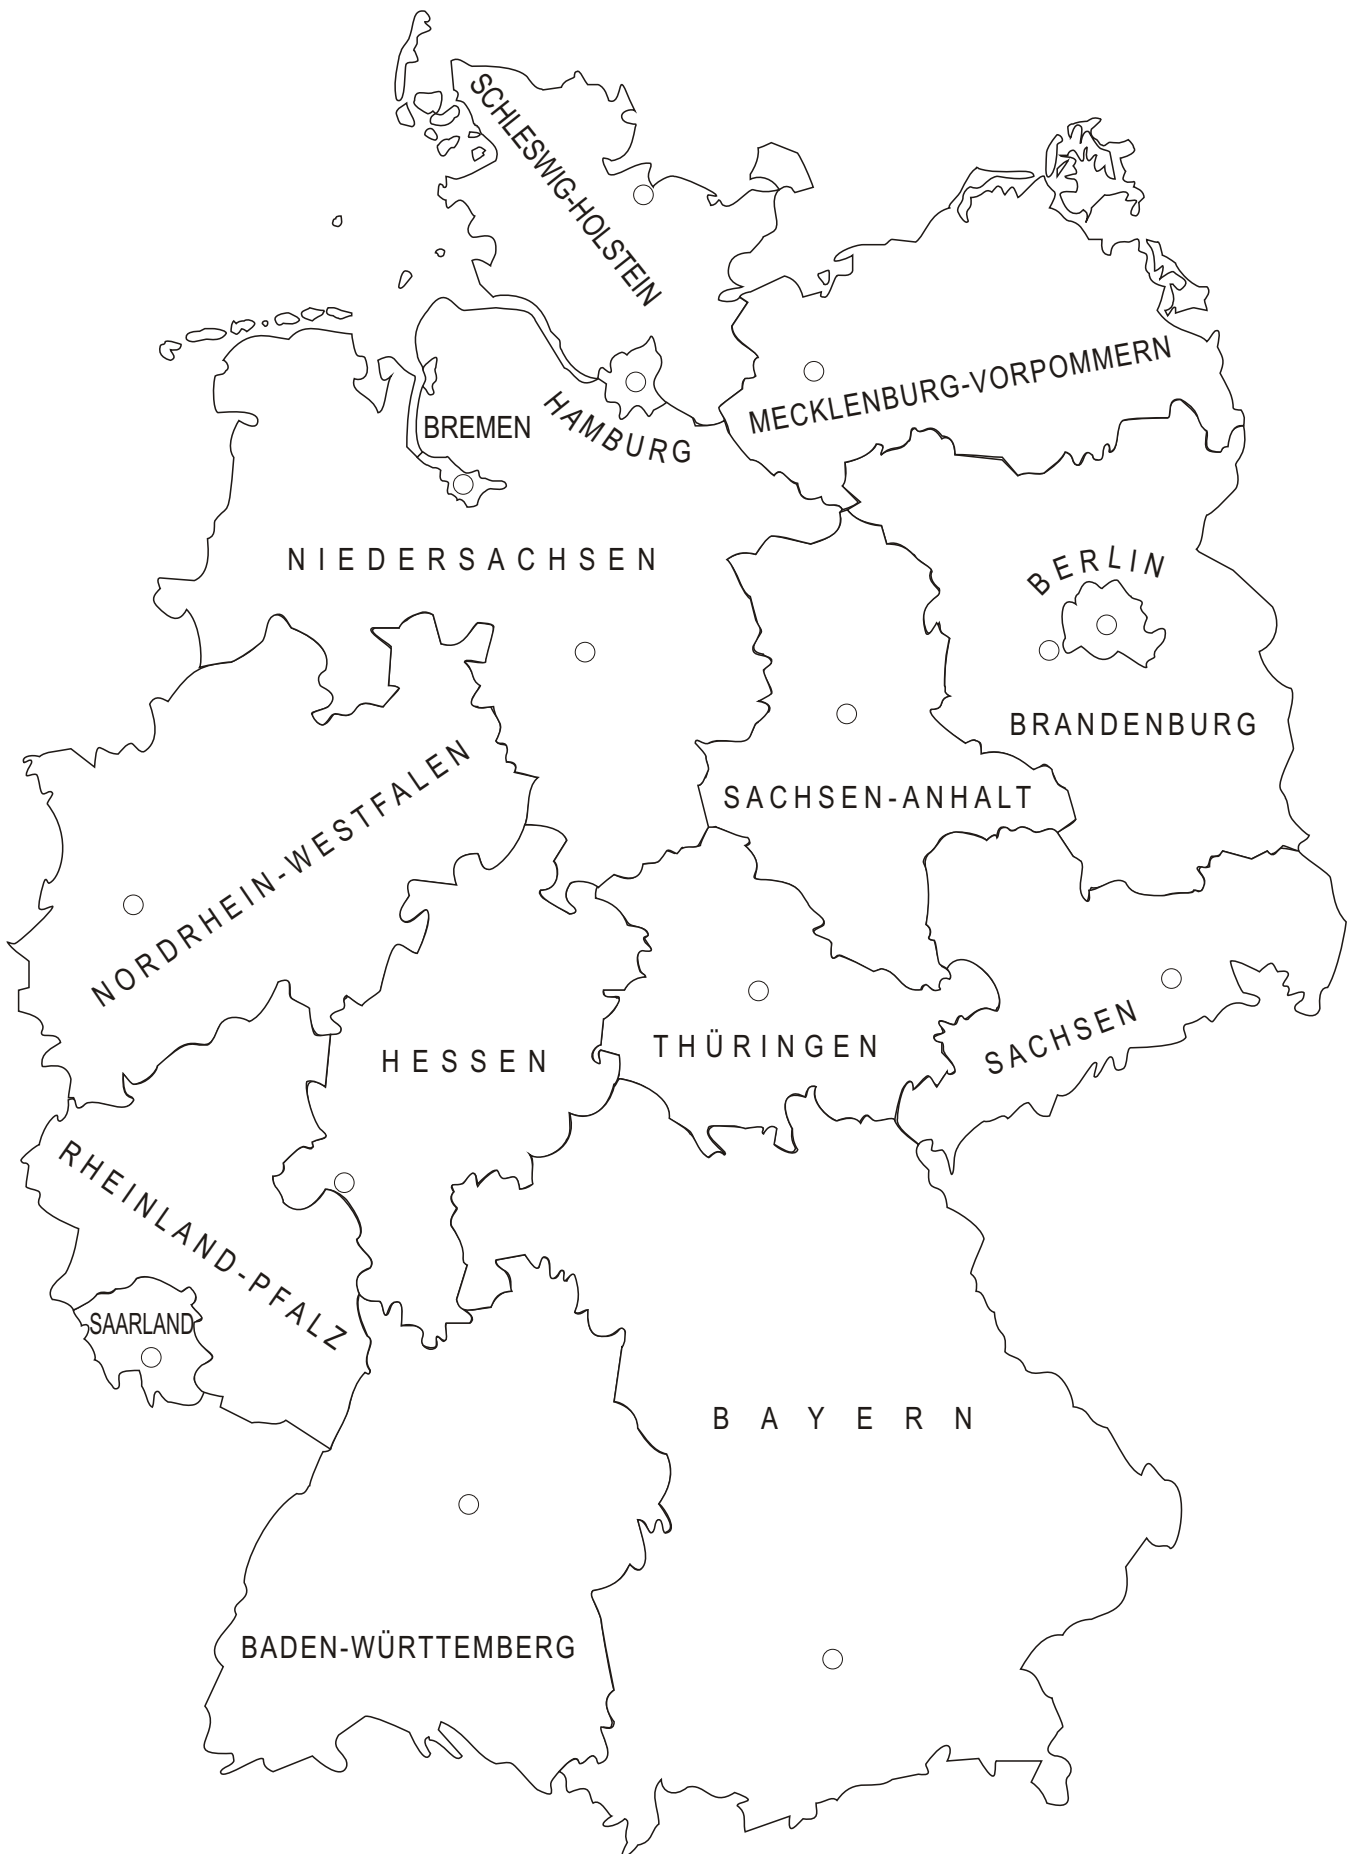 SCHLESWIG-HOLSTEIN
MECKLENBURG-VORPOMMERN
HAMBURG
BREMEN
NIEDERSACHSEN
BERLIN
BRANDENBURG
SACHSEN-ANHALT
NORDRHEIN-WESTFALEN
HESSEN
THÜRINGEN
SACHSEN
RHEINLAND-PFALZ
SAARLAND
BAYERN
BADEN-WÜRTTEMBERG